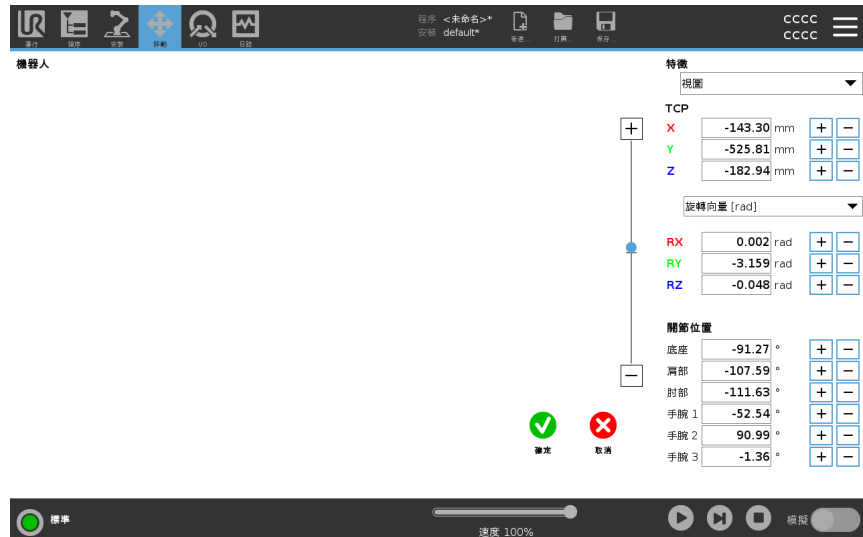 運行 程序 安裝 移動 I/O 日誌
程序 <未命名>*
安裝 default*
新建... 打開... 保存...
cccc
cccc
機器人
特徵
視圖
TCP
X -143.30 mm + −
Y -525.81 mm + −
Z -182.94 mm + −
旋轉向量 [rad]
RX 0.002 rad + −
RY -3.159 rad + −
RZ -0.048 rad + −
關節位置
底座 -91.27 ° + −
肩部 -107.59 ° + −
肘部 -111.63 ° + −
手腕 1 -52.54 ° + −
手腕 2 90.99 ° + −
手腕 3 -1.36 ° + −
確定 取消
標準
速度 100%
模擬